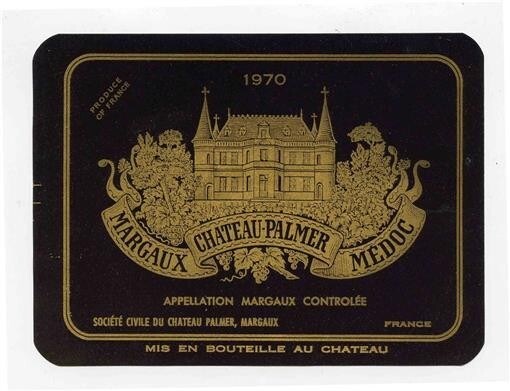 PRODUCE
OF FRANCE
1970
MARGAUX
CHATEAU-PALMER
MEDOC
APPELLATION MARGAUX CONTROLÉE
SOCIÉTÉ CIVILE DU CHATEAU PALMER, MARGAUX
FRANCE
MIS EN BOUTEILLE AU CHATEAU